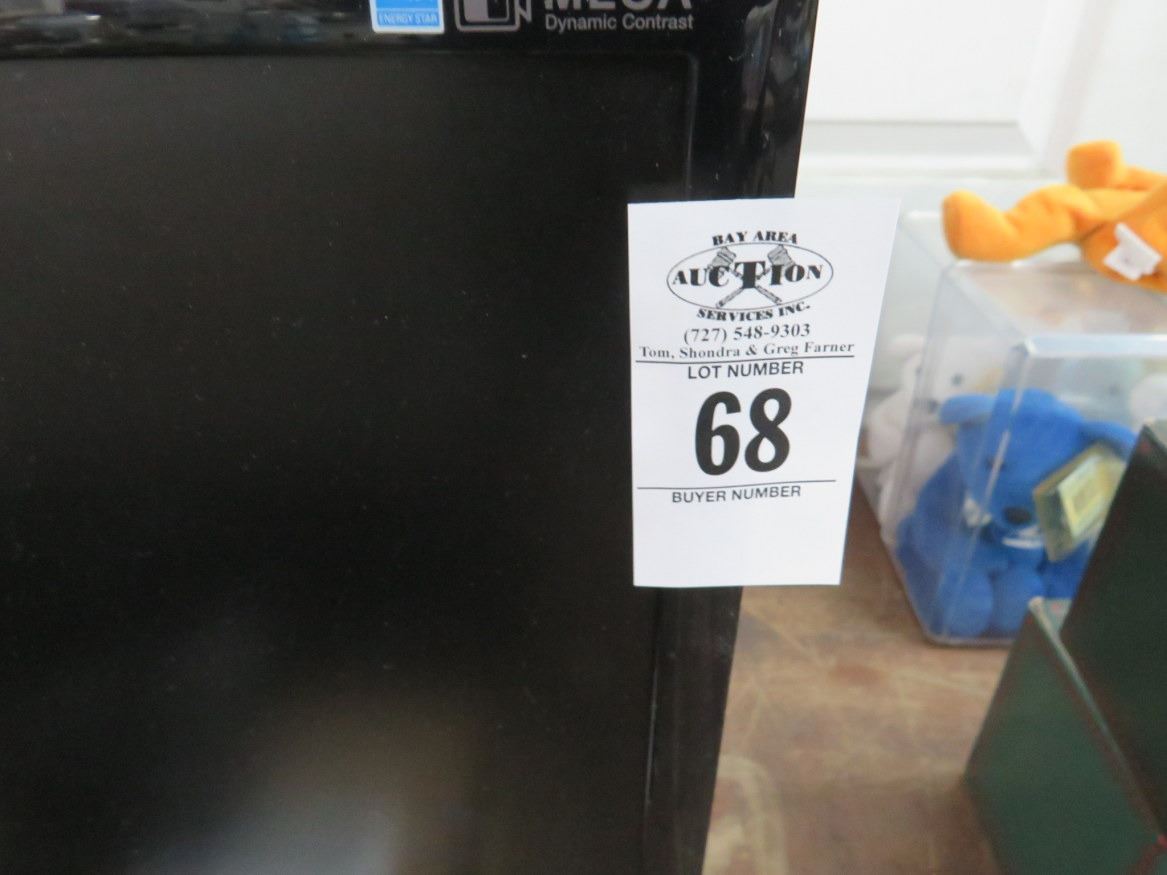 ENERGY STAR
MEGA
Dynamic Contrast
BAY AREA
AUCTION
SERVICES INC.
(727) 548-9303
Tom, Shondra & Greg Farner
LOT NUMBER
68
BUYER NUMBER